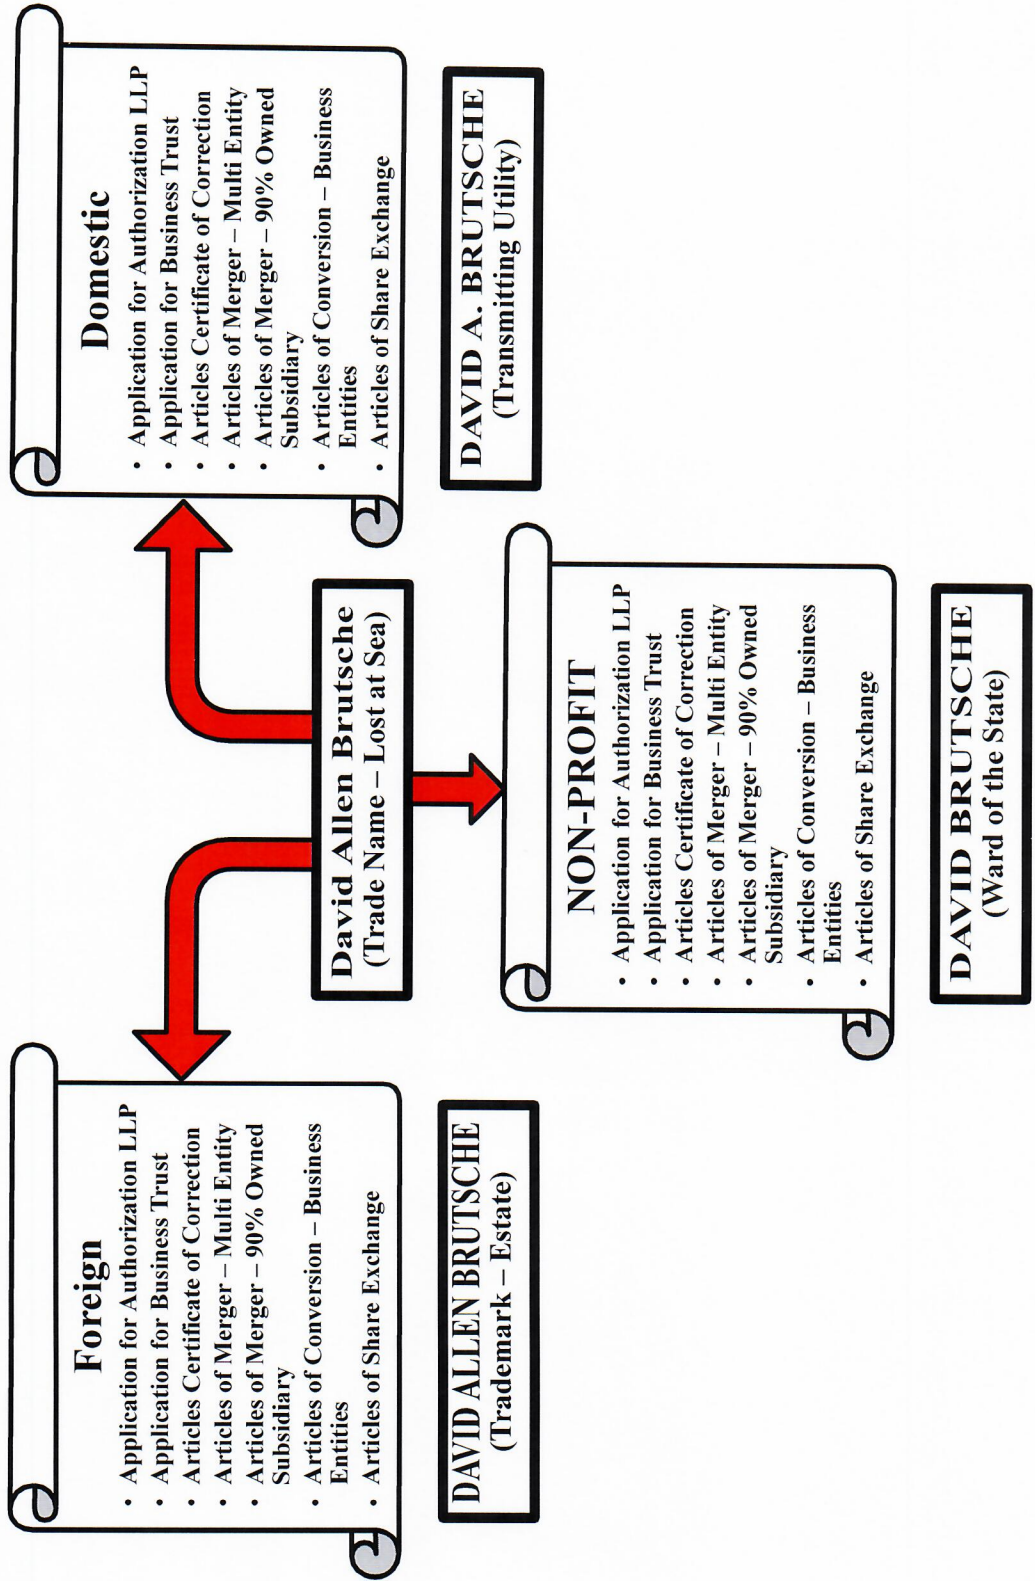 Foreign
• Application for Authorization LLP
• Application for Business Trust
• Articles Certificate of Correction
• Articles of Merger – Multi Entity
• Articles of Merger – 90% Owned
Subsidiary
• Articles of Conversion – Business
Entities
• Articles of Share Exchange
DAVID ALLEN BRUTSCHE
(Trademark – Estate)
David Allen Brutsche
(Trade Name – Lost at Sea)
NON-PROFIT
• Application for Authorization LLP
• Application for Business Trust
• Articles Certificate of Correction
• Articles of Merger – Multi Entity
• Articles of Merger – 90% Owned
Subsidiary
• Articles of Conversion – Business
Entities
• Articles of Share Exchange
DAVID BRUTSCHE
(Ward of the State)
Domestic
• Application for Authorization LLP
• Application for Business Trust
• Articles Certificate of Correction
• Articles of Merger – Multi Entity
• Articles of Merger – 90% Owned
Subsidiary
• Articles of Conversion – Business
Entities
• Articles of Share Exchange
DAVID A. BRUTSCHE
(Transmitting Utility)